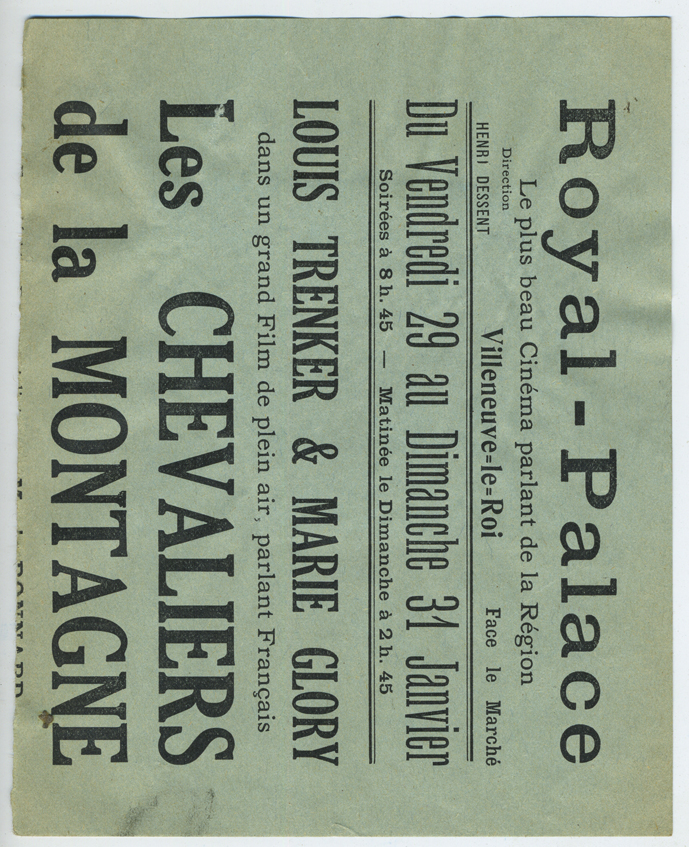 Royal-Palace
Le plus beau Cinéma parlant de la Région
Direction
HENRI DESSENT Villeneuve=le=Roi Face le Marché
Du Vendredi 29 au Dimanche 31 Janvier
Soirées à 8 h. 45 — Matinée le Dimanche à 2 h. 45
LOUIS TRENKER & MARIE GLORY
dans un grand Film de plein air, parlant Français
Les CHEVALIERS
de la MONTAGNE